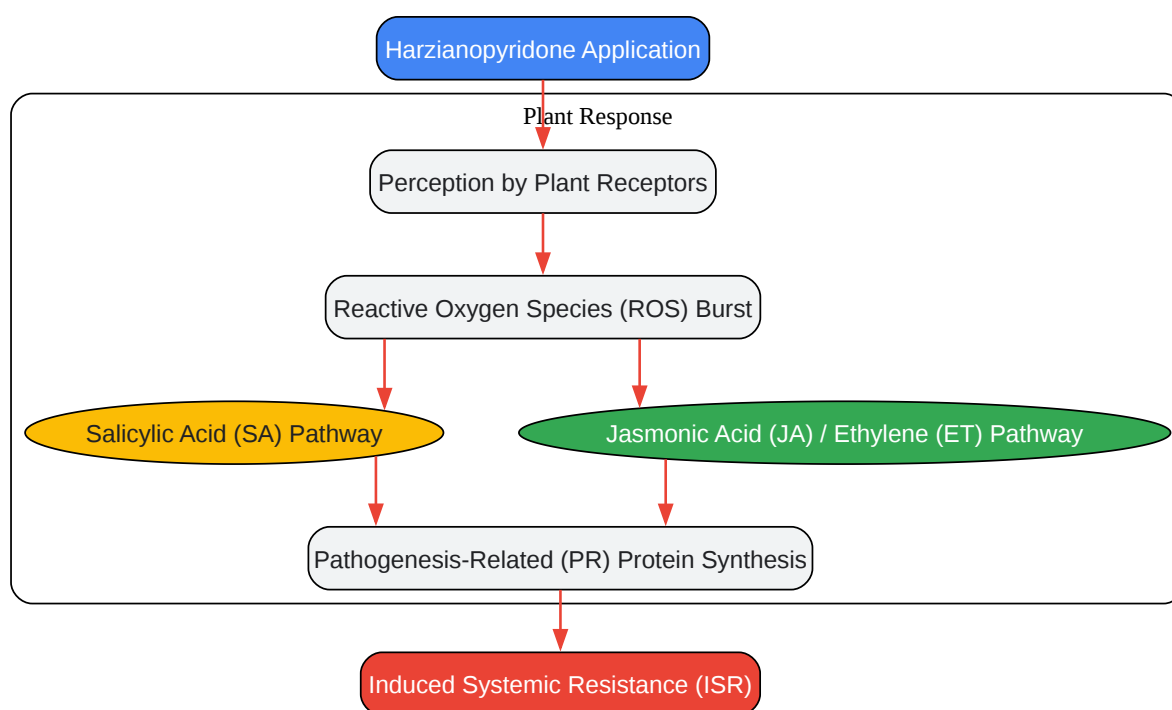 Harzianopyridone Application
Plant Response
Perception by Plant Receptors
Reactive Oxygen Species (ROS) Burst
Salicylic Acid (SA) Pathway
Jasmonic Acid (JA) / Ethylene (ET) Pathway
Pathogenesis-Related (PR) Protein Synthesis
Induced Systemic Resistance (ISR)